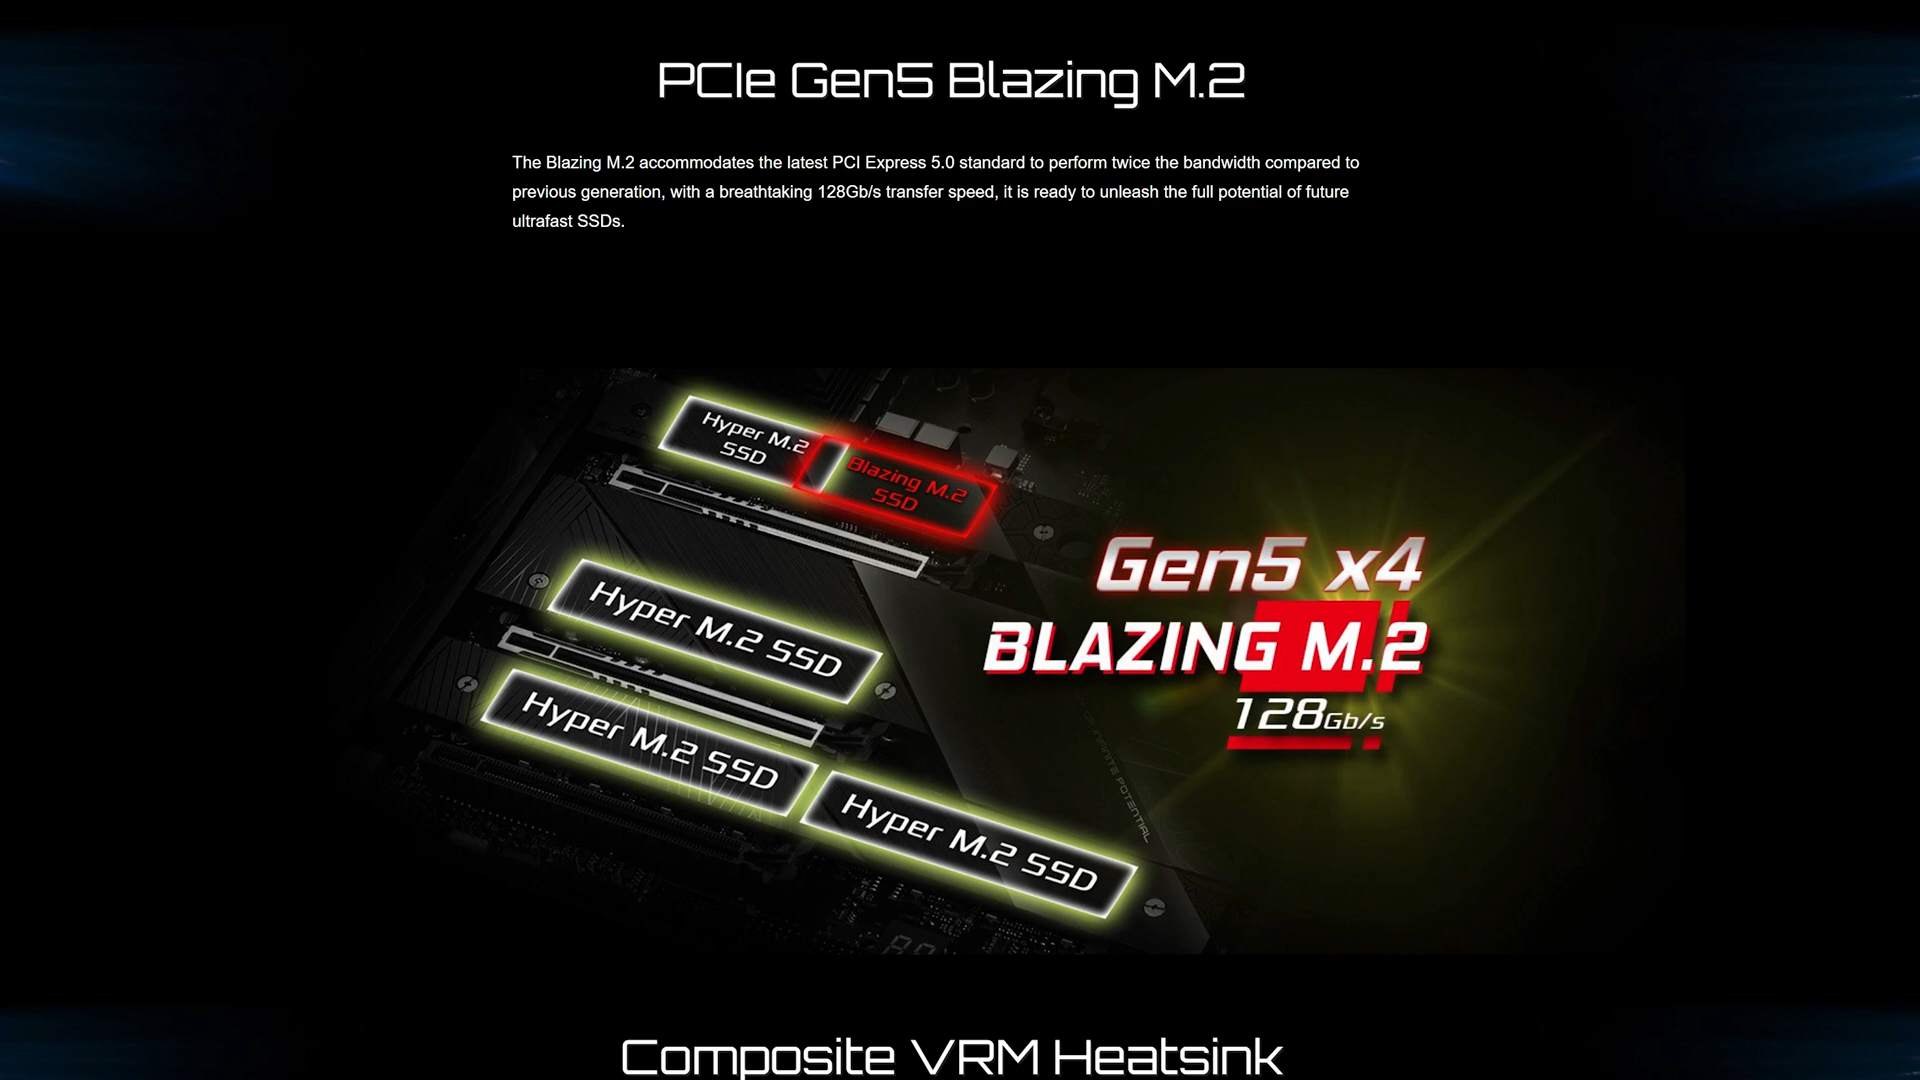 PCIe Gen5 Blazing M.2
The Blazing M.2 accommodates the latest PCI Express 5.0 standard to perform twice the bandwidth compared to
previous generation, with a breathtaking 128Gb/s transfer speed, it is ready to unleash the full potential of future
ultrafast SSDs.
Hyper M.2
SSD
Blazing M.2
SSD
Hyper M.2 SSD
Hyper M.2 SSD
Hyper M.2 SSD
Gen5 x4
BLAZING M.2
128Gb/s
INFINITE POTENTIAL
Composite VRM Heatsink